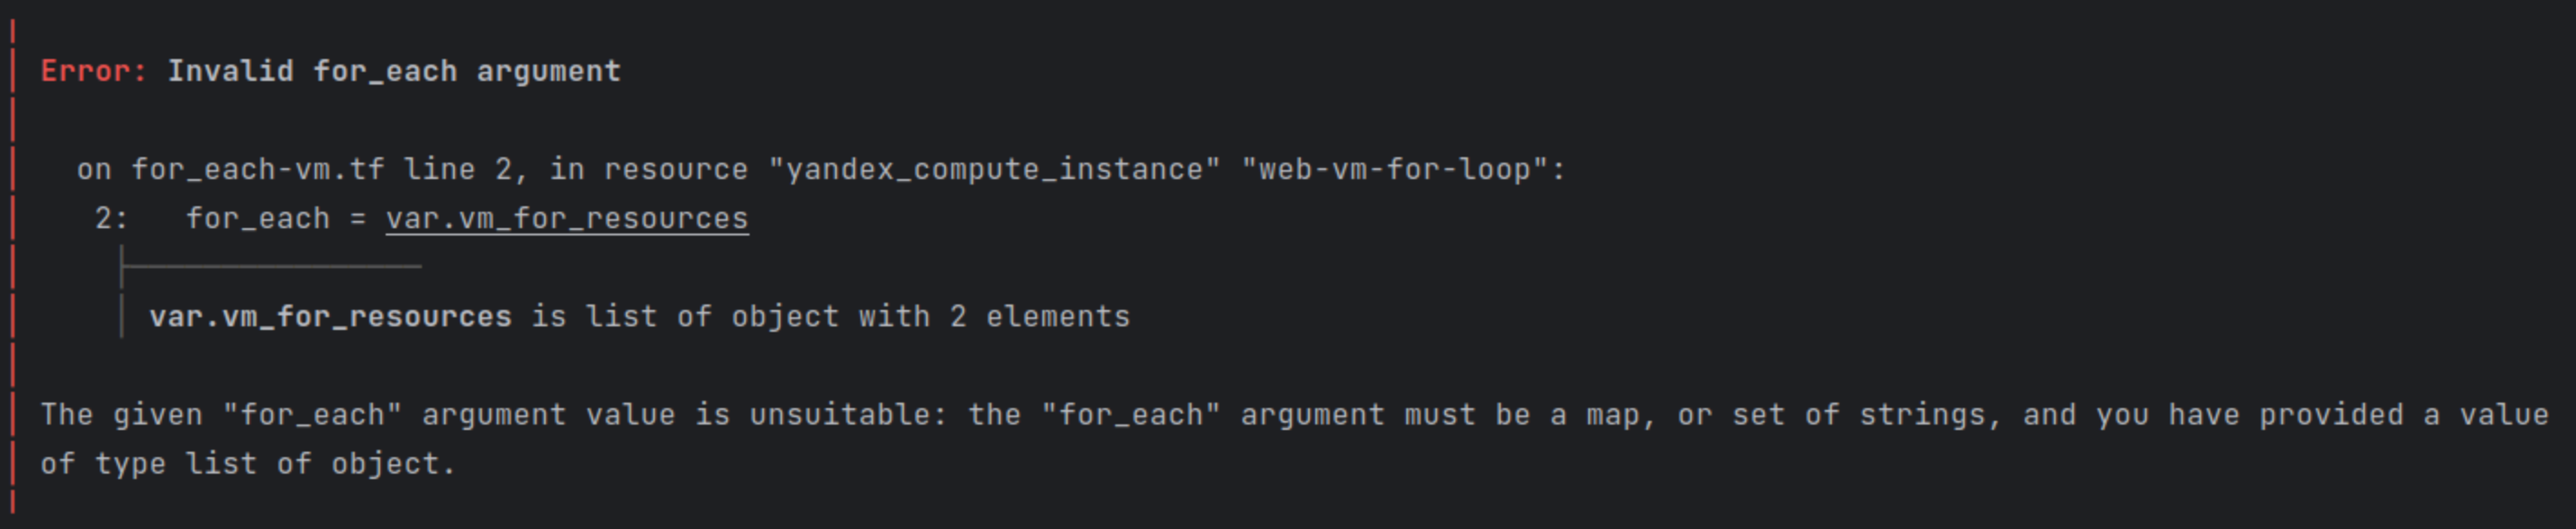 Error: Invalid for_each argument
on for_each-vm.tf line 2, in resource "yandex_compute_instance" "web-vm-for-loop":
2: for_each = var.vm_for_resources
var.vm_for_resources is list of object with 2 elements
The given "for_each" argument value is unsuitable: the "for_each" argument must be a map, or set of strings, and you have provided a value
of type list of object.